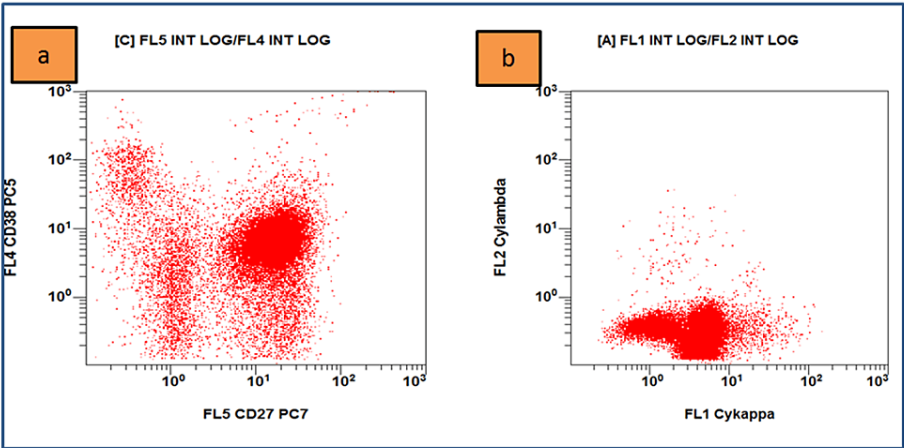 a
[C] FL5 INT LOG/FL4 INT LOG
10³
10²
10¹
10⁰
FL4 CD38 PC5
10⁰ 10¹ 10² 10³
FL5 CD27 PC7
b
[A] FL1 INT LOG/FL2 INT LOG
10³
10²
10¹
10⁰
FL2 Cylambda
10⁰ 10¹ 10² 10³
FL1 Cykappa